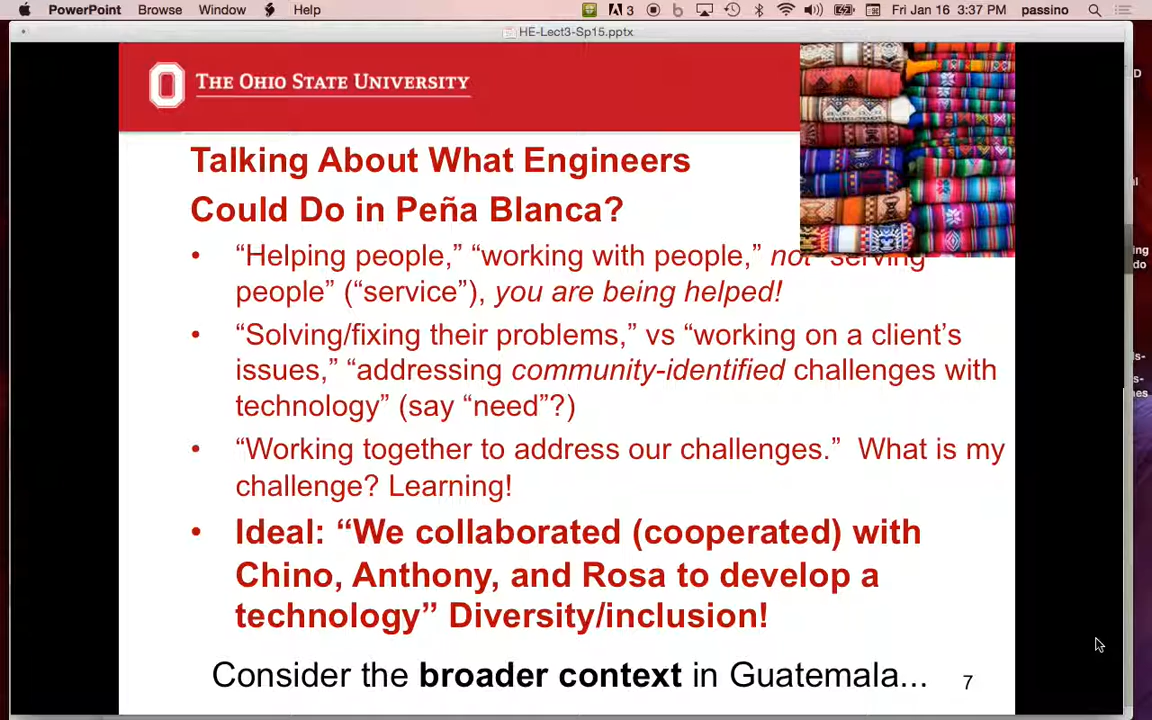 PowerPoint Browse Window Help 3 Fri Jan 16 3:37 PM passino
HE-Lect3-Sp15.pptx
THE OHIO STATE UNIVERSITY
Talking About What Engineers
Could Do in Peña Blanca?
• “Helping people,” “working with people,” not “serving
people” (“service”), you are being helped!
• “Solving/fixing their problems,” vs “working on a client’s
issues,” “addressing community-identified challenges with
technology” (say “need”?)
• “Working together to address our challenges.” What is my
challenge? Learning!
• Ideal: “We collaborated (cooperated) with
Chino, Anthony, and Rosa to develop a
technology” Diversity/inclusion!
Consider the broader context in Guatemala...
7